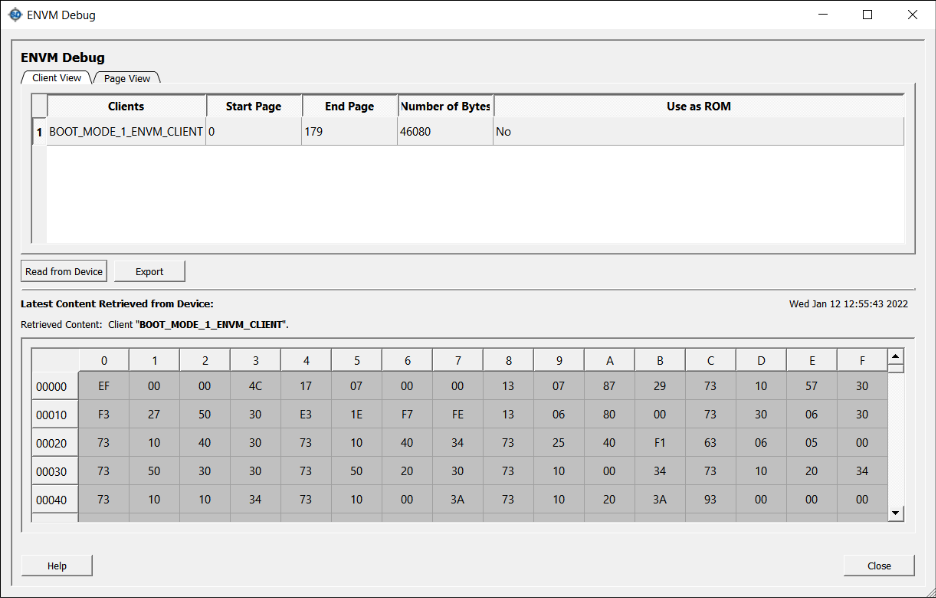 ENVM Debug
ENVM Debug
Client View Page View
Clients Start Page End Page Number of Bytes Use as ROM
1 BOOT_MODE_1_ENVM_CLIENT 0 179 46080 No
Read from Device Export
Latest Content Retrieved from Device: Wed Jan 12 12:55:43 2022
Retrieved Content: Client "BOOT_MODE_1_ENVM_CLIENT".
0 1 2 3 4 5 6 7 8 9 A B C D E F
00000 EF 00 00 4C 17 07 00 00 13 07 87 29 73 10 57 30
00010 F3 27 50 30 E3 1E F7 FE 13 06 80 00 73 30 06 30
00020 73 10 40 30 73 10 40 34 73 25 40 F1 63 06 05 00
00030 73 50 30 30 73 50 20 30 73 10 00 34 73 10 20 34
00040 73 10 10 34 73 10 00 3A 73 10 20 3A 93 00 00 00
Help Close